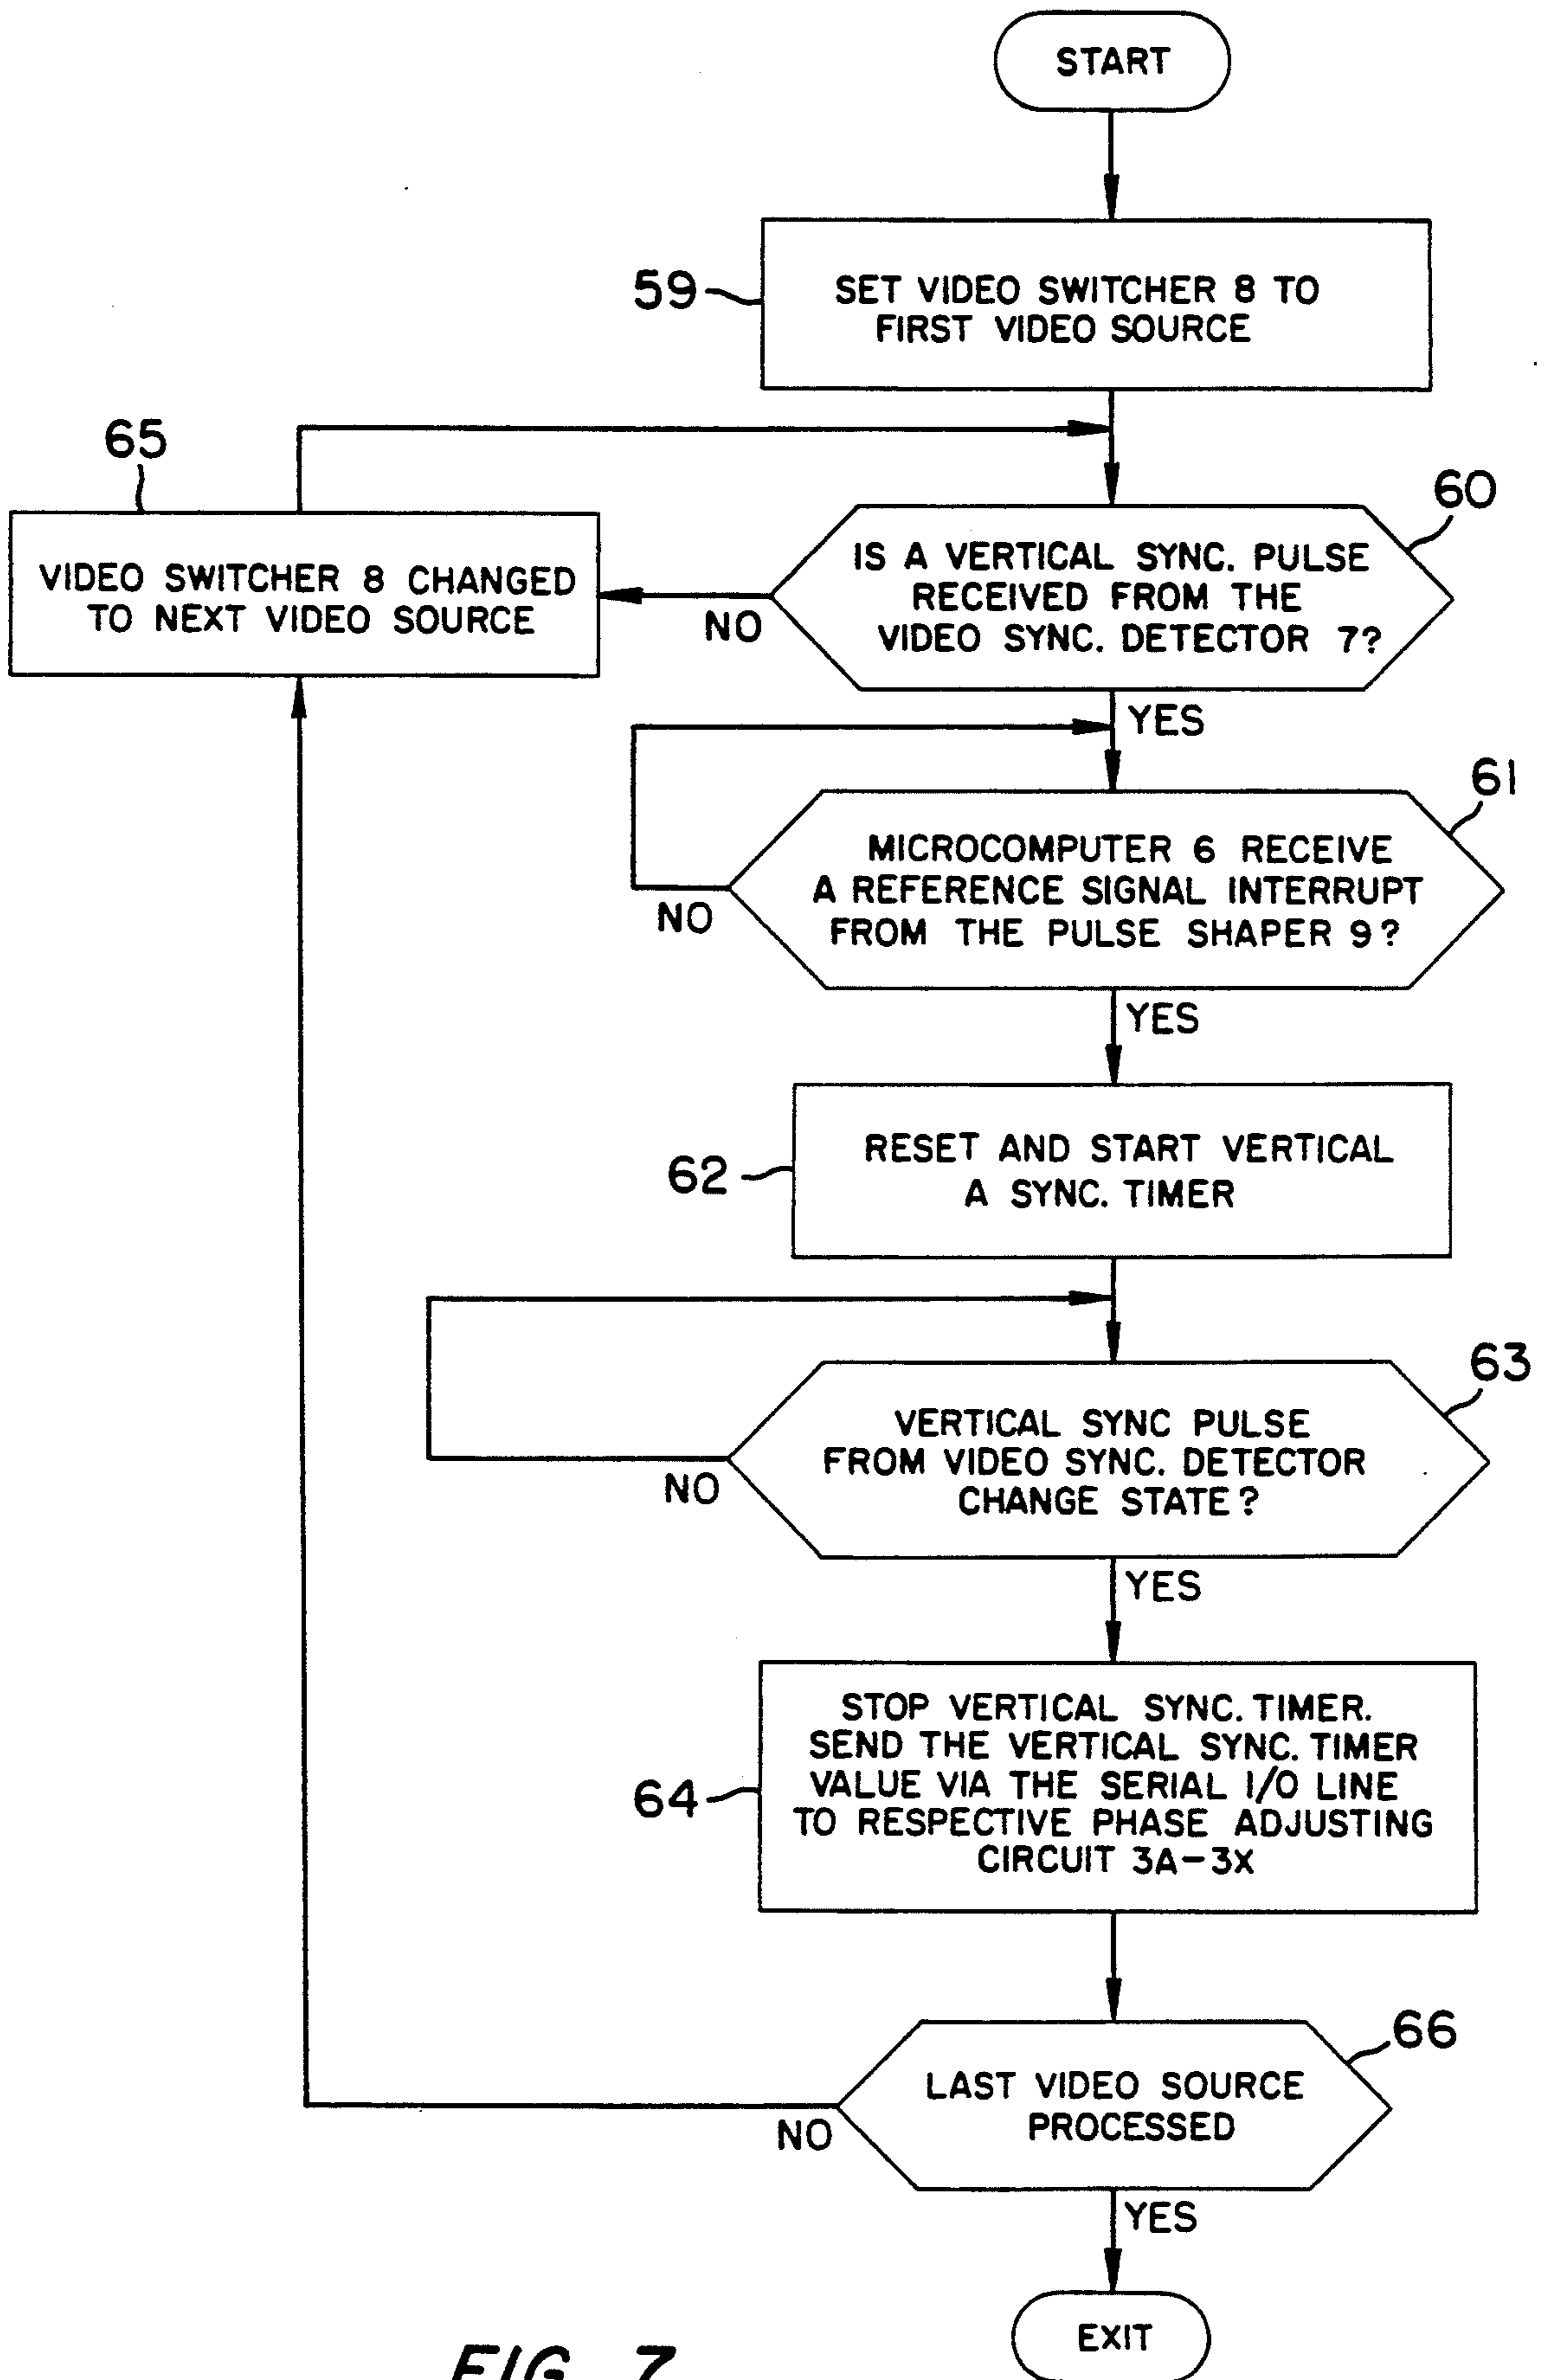 START
59
SET VIDEO SWITCHER 8 TO
FIRST VIDEO SOURCE
65
VIDEO SWITCHER 8 CHANGED
TO NEXT VIDEO SOURCE
60
IS A VERTICAL SYNC. PULSE
RECEIVED FROM THE
VIDEO SYNC. DETECTOR 7?
NO
YES
61
MICROCOMPUTER 6 RECEIVE
A REFERENCE SIGNAL INTERRUPT
FROM THE PULSE SHAPER 9?
NO
YES
62
RESET AND START VERTICAL
A SYNC. TIMER
63
VERTICAL SYNC PULSE
FROM VIDEO SYNC. DETECTOR
CHANGE STATE?
NO
YES
64
STOP VERTICAL SYNC. TIMER.
SEND THE VERTICAL SYNC. TIMER
VALUE VIA THE SERIAL I/O LINE
TO RESPECTIVE PHASE ADJUSTING
CIRCUIT 3A-3X
66
LAST VIDEO SOURCE
PROCESSED
NO
YES
EXIT
FIG. 7